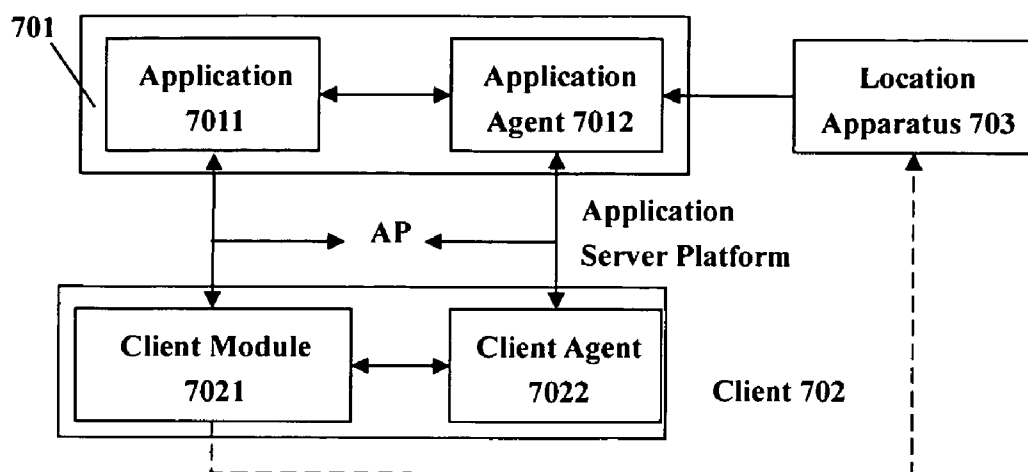 701
Application
7011
Application
Agent 7012
Location
Apparatus 703
AP
Application
Server Platform
Client Module
7021
Client Agent
7022
Client 702